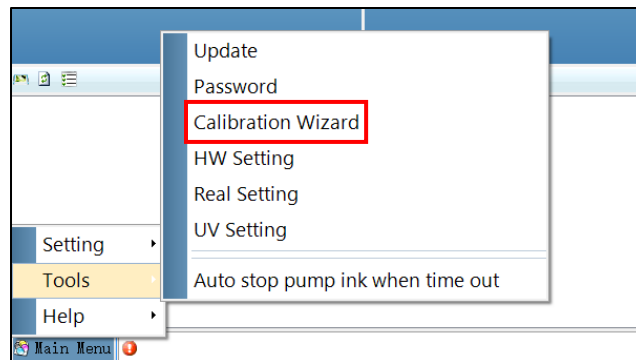 Update
Password
Calibration Wizard
HW Setting
Real Setting
UV Setting
Auto stop pump ink when time out
Setting
Tools
Help
Main Menu